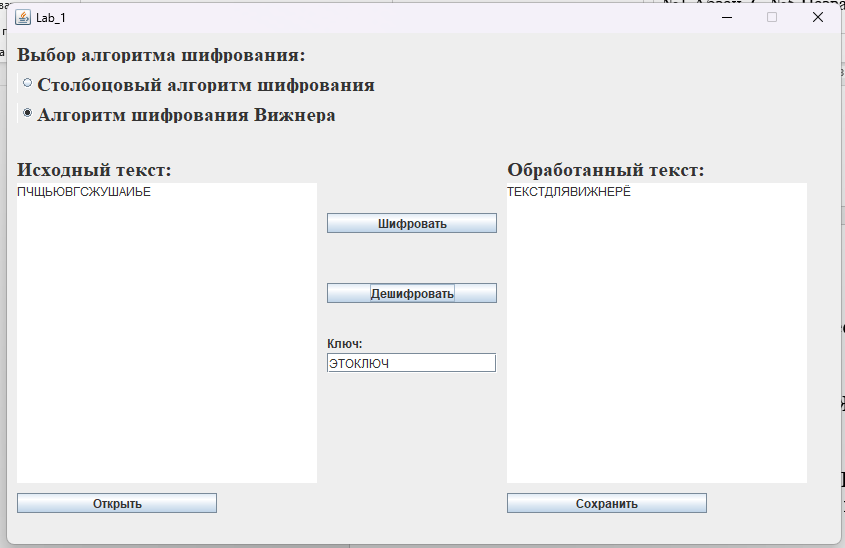 Lab_1
Выбор алгоритма шифрования:
Столбоцовый алгоритм шифрования
Алгоритм шифрования Вижнера
Исходный текст:
Обработанный текст:
ПЧЩЬЮВГСЖУШАИЬЕ
ТЕКСТДЛЯВИЖНЕРЁ
Шифровать
Дешифровать
Ключ:
ЭТОКЛЮЧ
Открыть
Сохранить